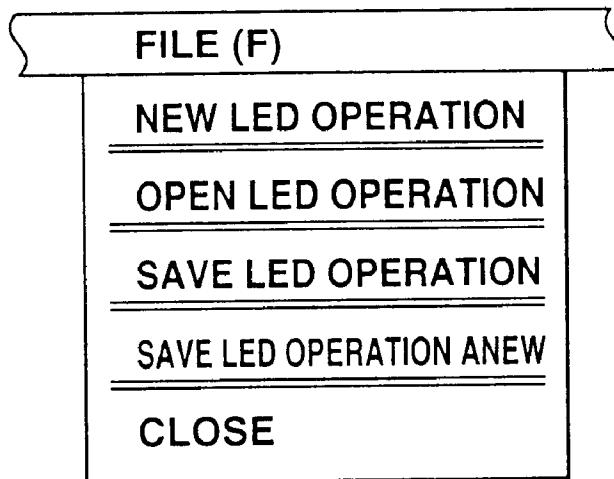 FILE (F)
NEW LED OPERATION
OPEN LED OPERATION
SAVE LED OPERATION
SAVE LED OPERATION ANEW
CLOSE